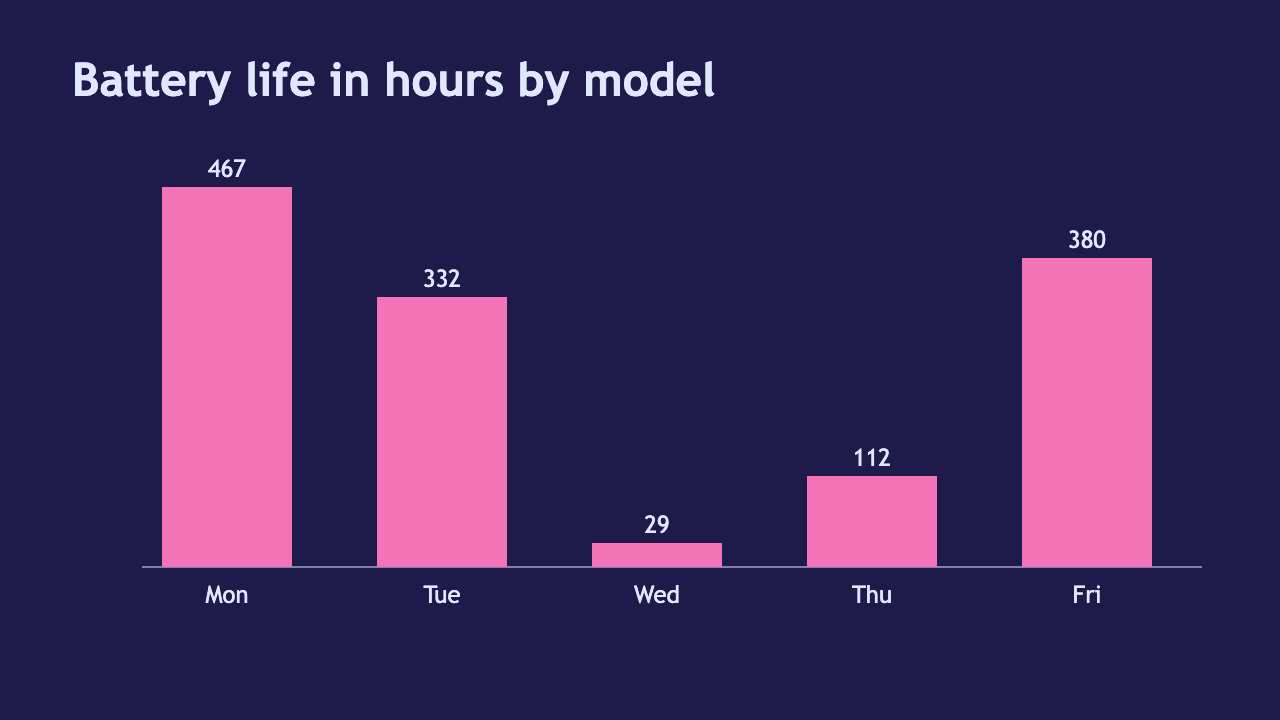 Battery life in hours by model
467
332
29
112
380
Mon
Tue
Wed
Thu
Fri